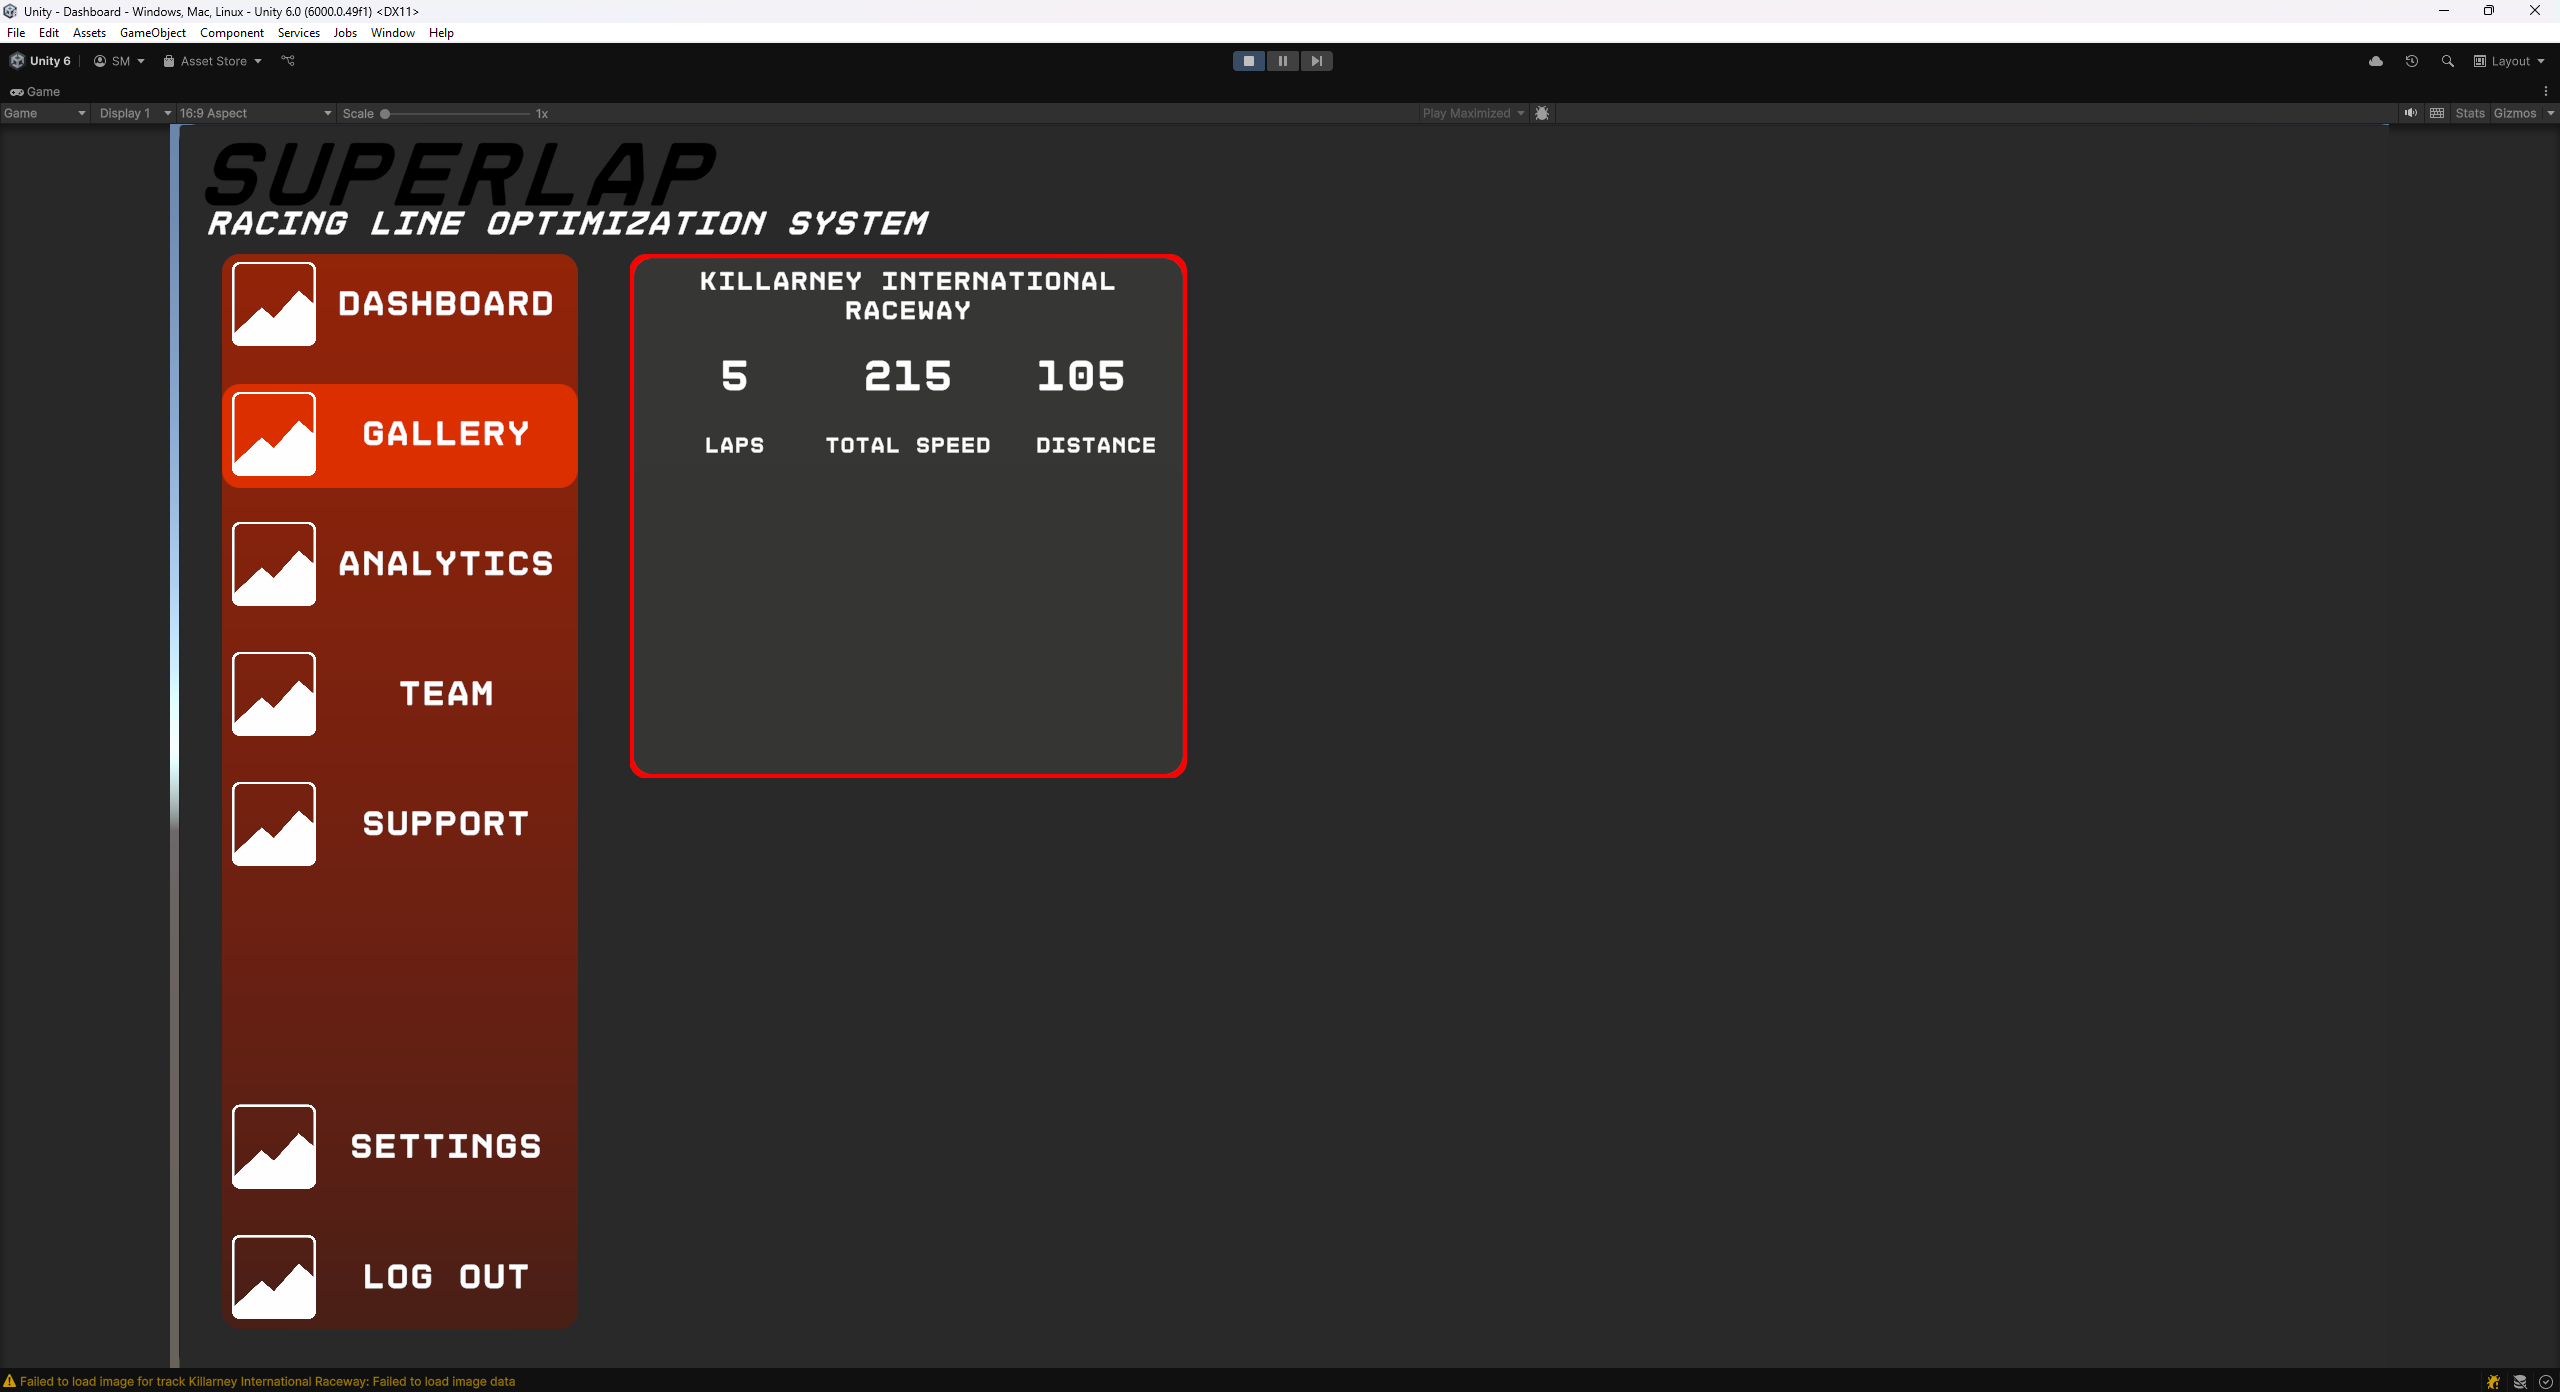 Unity - Dashboard - Windows, Mac, Linux - Unity 6.0 (6000.0.49f1) <DX11>
File Edit Assets GameObject Component Services Jobs Window Help
Unity 6 SM Asset Store Layout
Game
Game Display 1 16:9 Aspect Scale 1x Play Maximized Stats Gizmos
SUPERLAP
RACING LINE OPTIMIZATION SYSTEM
DASHBOARD
GALLERY
ANALYTICS
TEAM
SUPPORT
SETTINGS
LOG OUT
KILLARNEY INTERNATIONAL
RACEWAY
5 215 105
LAPS TOTAL SPEED DISTANCE
Failed to load image for track Killarney International Raceway: Failed to load image data